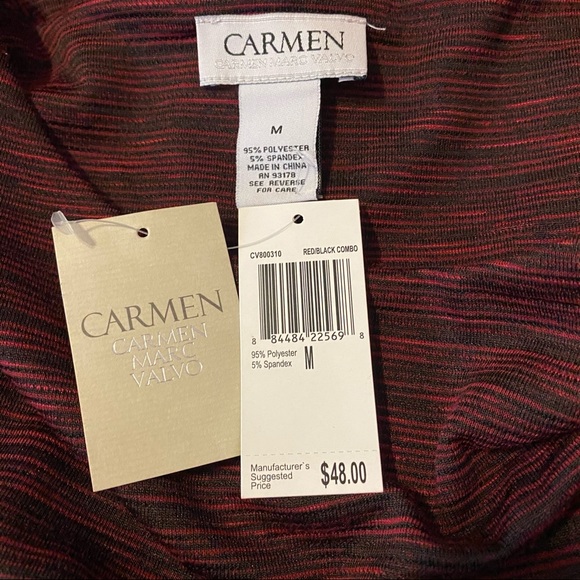 CARMEN
CARMEN MARC VALVO
M
95% POLYESTER
5% SPANDEX
MADE IN CHINA
RN 93178
SEE REVERSE
FOR CARE
CARMEN
CARMEN
MARC
VALVO
CV800310 RED/BLACK COMBO
8 84484 22569 8
95% Polyester
5% Spandex M
Manufacturer's
Suggested
Price $48.00